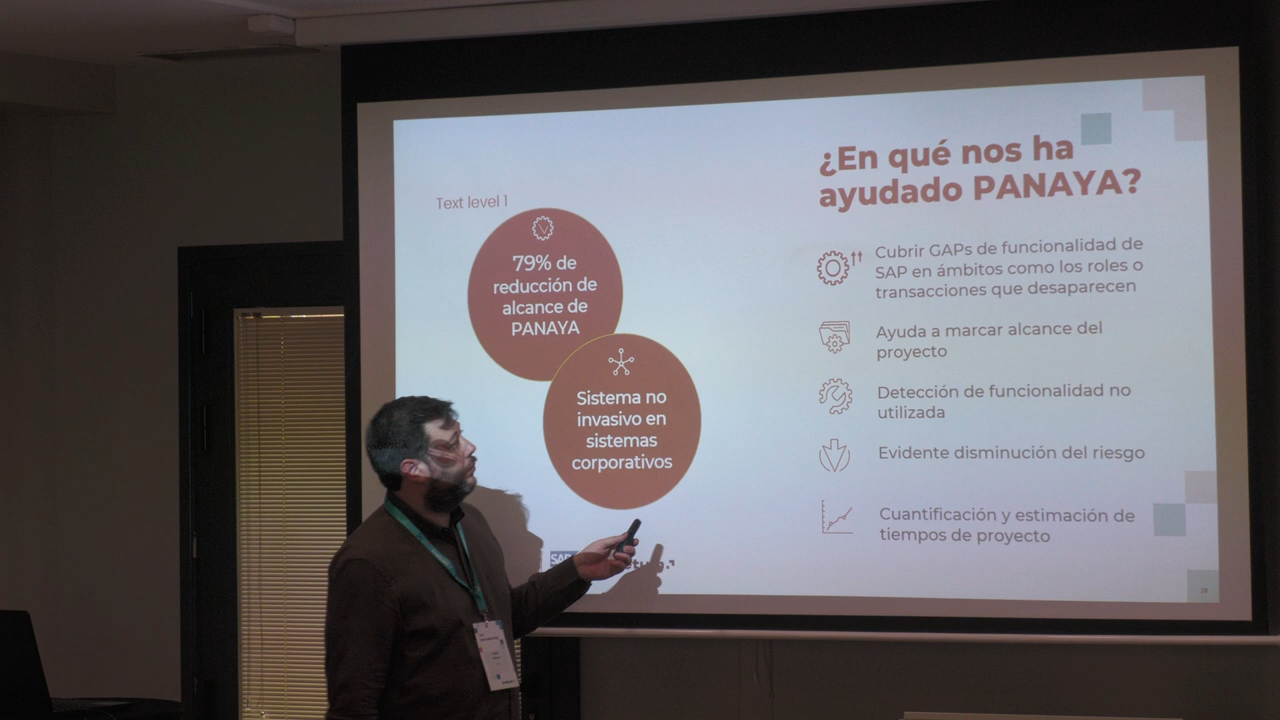 ¿En qué nos ha
ayudado PANAYA?
Text level 1
79% de
reducción de
alcance de
PANAYA
Sistema no
invasivo en
sistemas
corporativos
Cubrir GAPs de funcionalidad de
SAP en ámbitos como los roles o
transacciones que desaparecen
Ayuda a marcar alcance del
proyecto
Detección de funcionalidad no
utilizada
Evidente disminución del riesgo
Cuantificación y estimación de
tiempos de proyecto
SAP